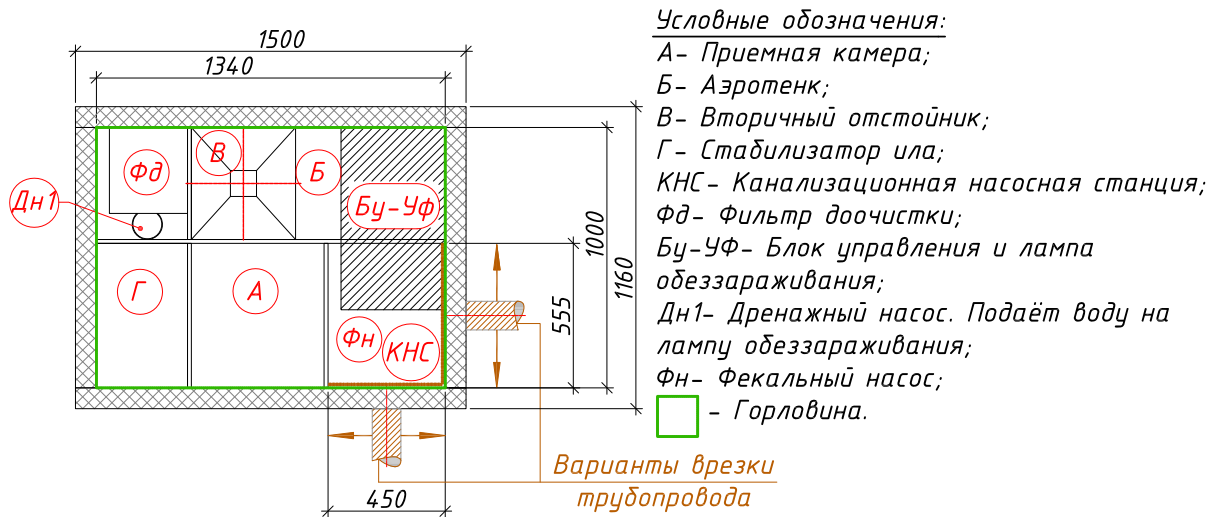 1500
1340
Фд
В
Б
Бу-Уф
Дн1
Г
А
Фн
КНС
555
1000
1160
450
Варианты врезки
трубопровода
Условные обозначения:
А- Приемная камера;
Б- Аэротенк;
В- Вторичный отстойник;
Г- Стабилизатор ила;
КНС- Канализационная насосная станция;
Фд- Фильтр доочистки;
Бу-УФ- Блок управления и лампа
обеззараживания;
Дн1- Дренажный насос. Подаёт воду на
лампу обеззараживания;
Фн- Фекальный насос;
- Горловина.